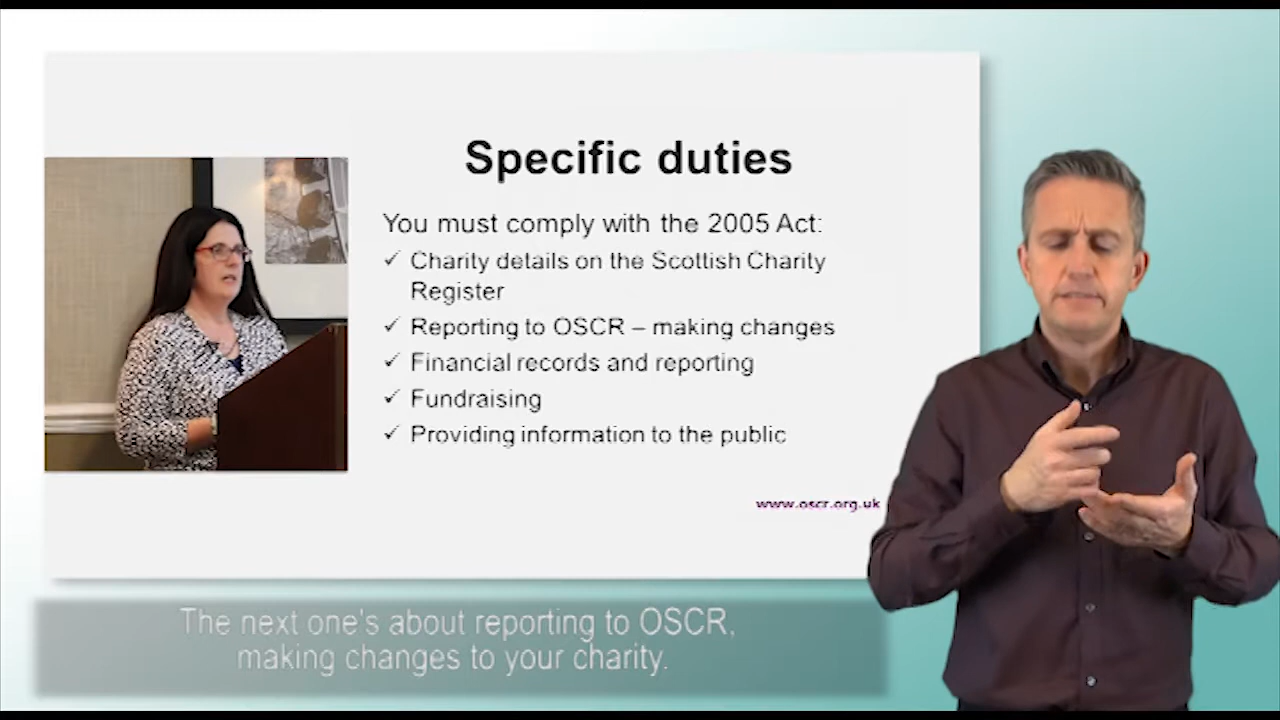 Specific duties
You must comply with the 2005 Act:
✓ Charity details on the Scottish Charity
Register
✓ Reporting to OSCR – making changes
✓ Financial records and reporting
✓ Fundraising
✓ Providing information to the public
www.oscr.org.uk
The next one's about reporting to OSCR,
making changes to your charity.